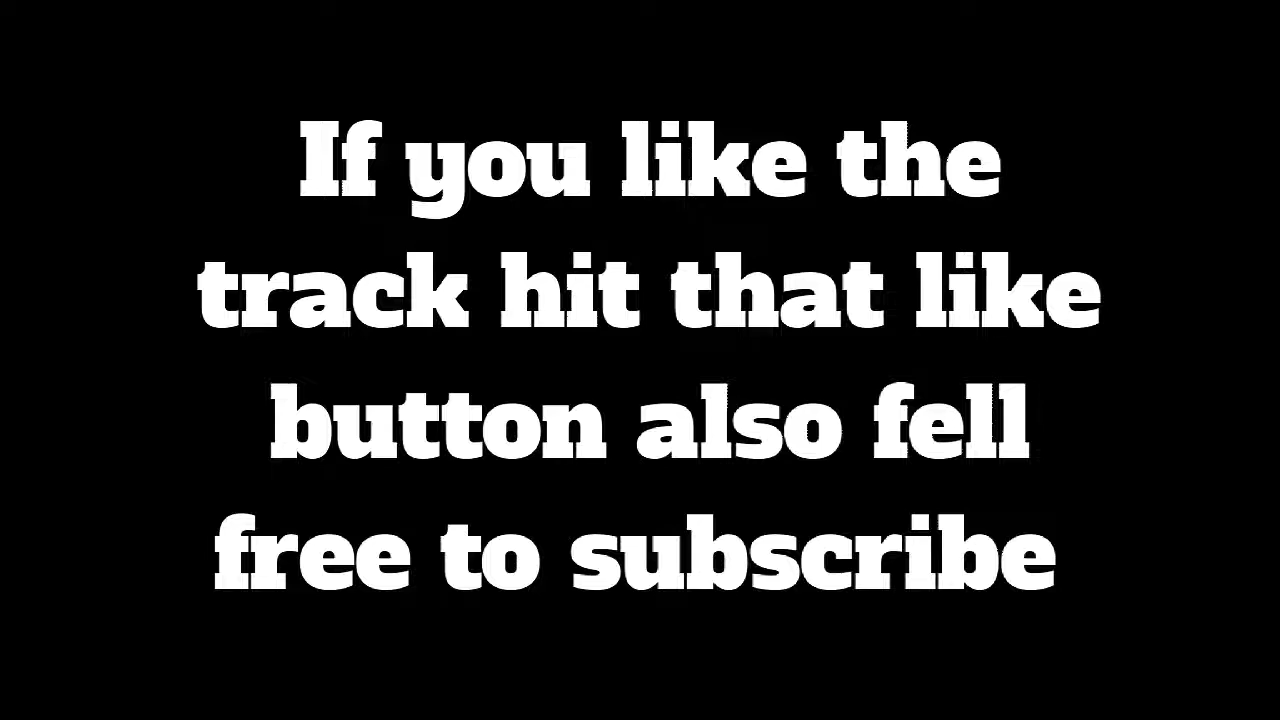 If you like the
track hit that like
button also fell
free to subscribe